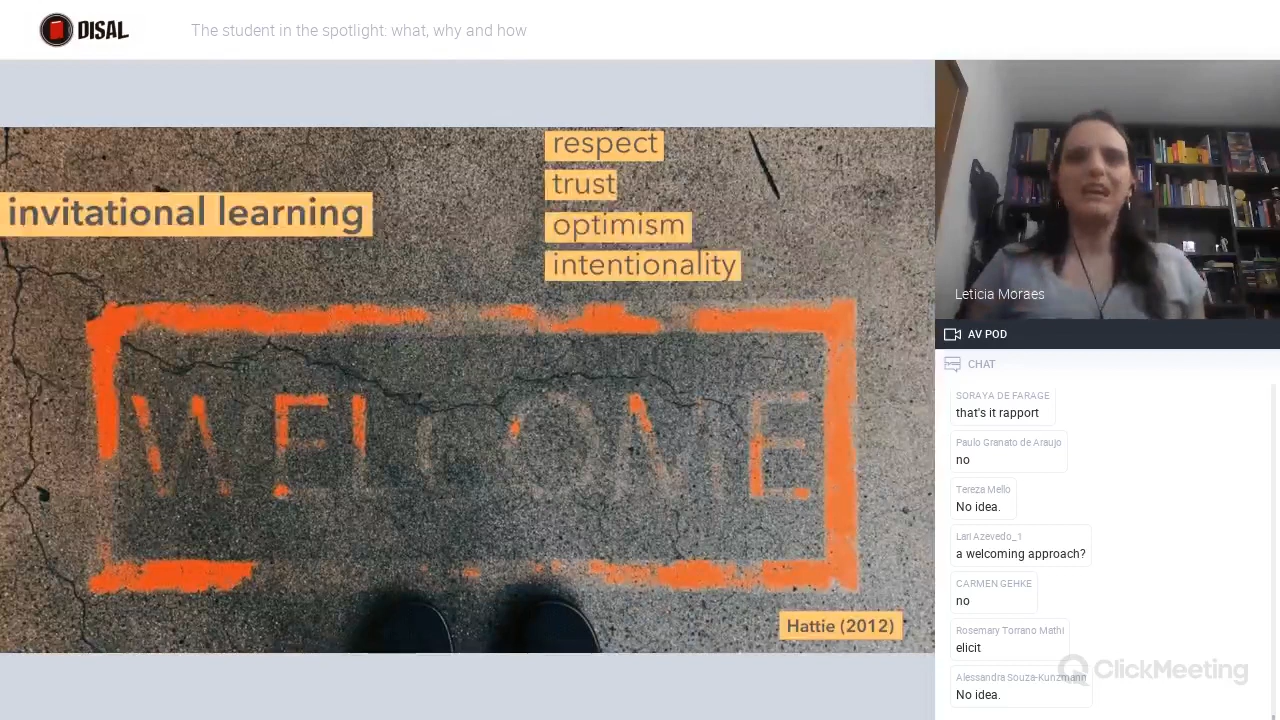 DISAL
The student in the spotlight: what, why and how
respect
trust
invitational learning
optimism
intentionality
WELCOME
Hattie (2012)
Leticia Moraes
AV POD
CHAT
SORAYA DE FARAGE
that's it rapport
Paulo Granato de Araujo
no
Tereza Mello
No idea.
Lari Azevedo_1
a welcoming approach?
CARMEN GEHKE
no
Rosemary Torrano Mathi
elicit
Alessandra Souza-Kunzmann
No idea.
ClickMeeting